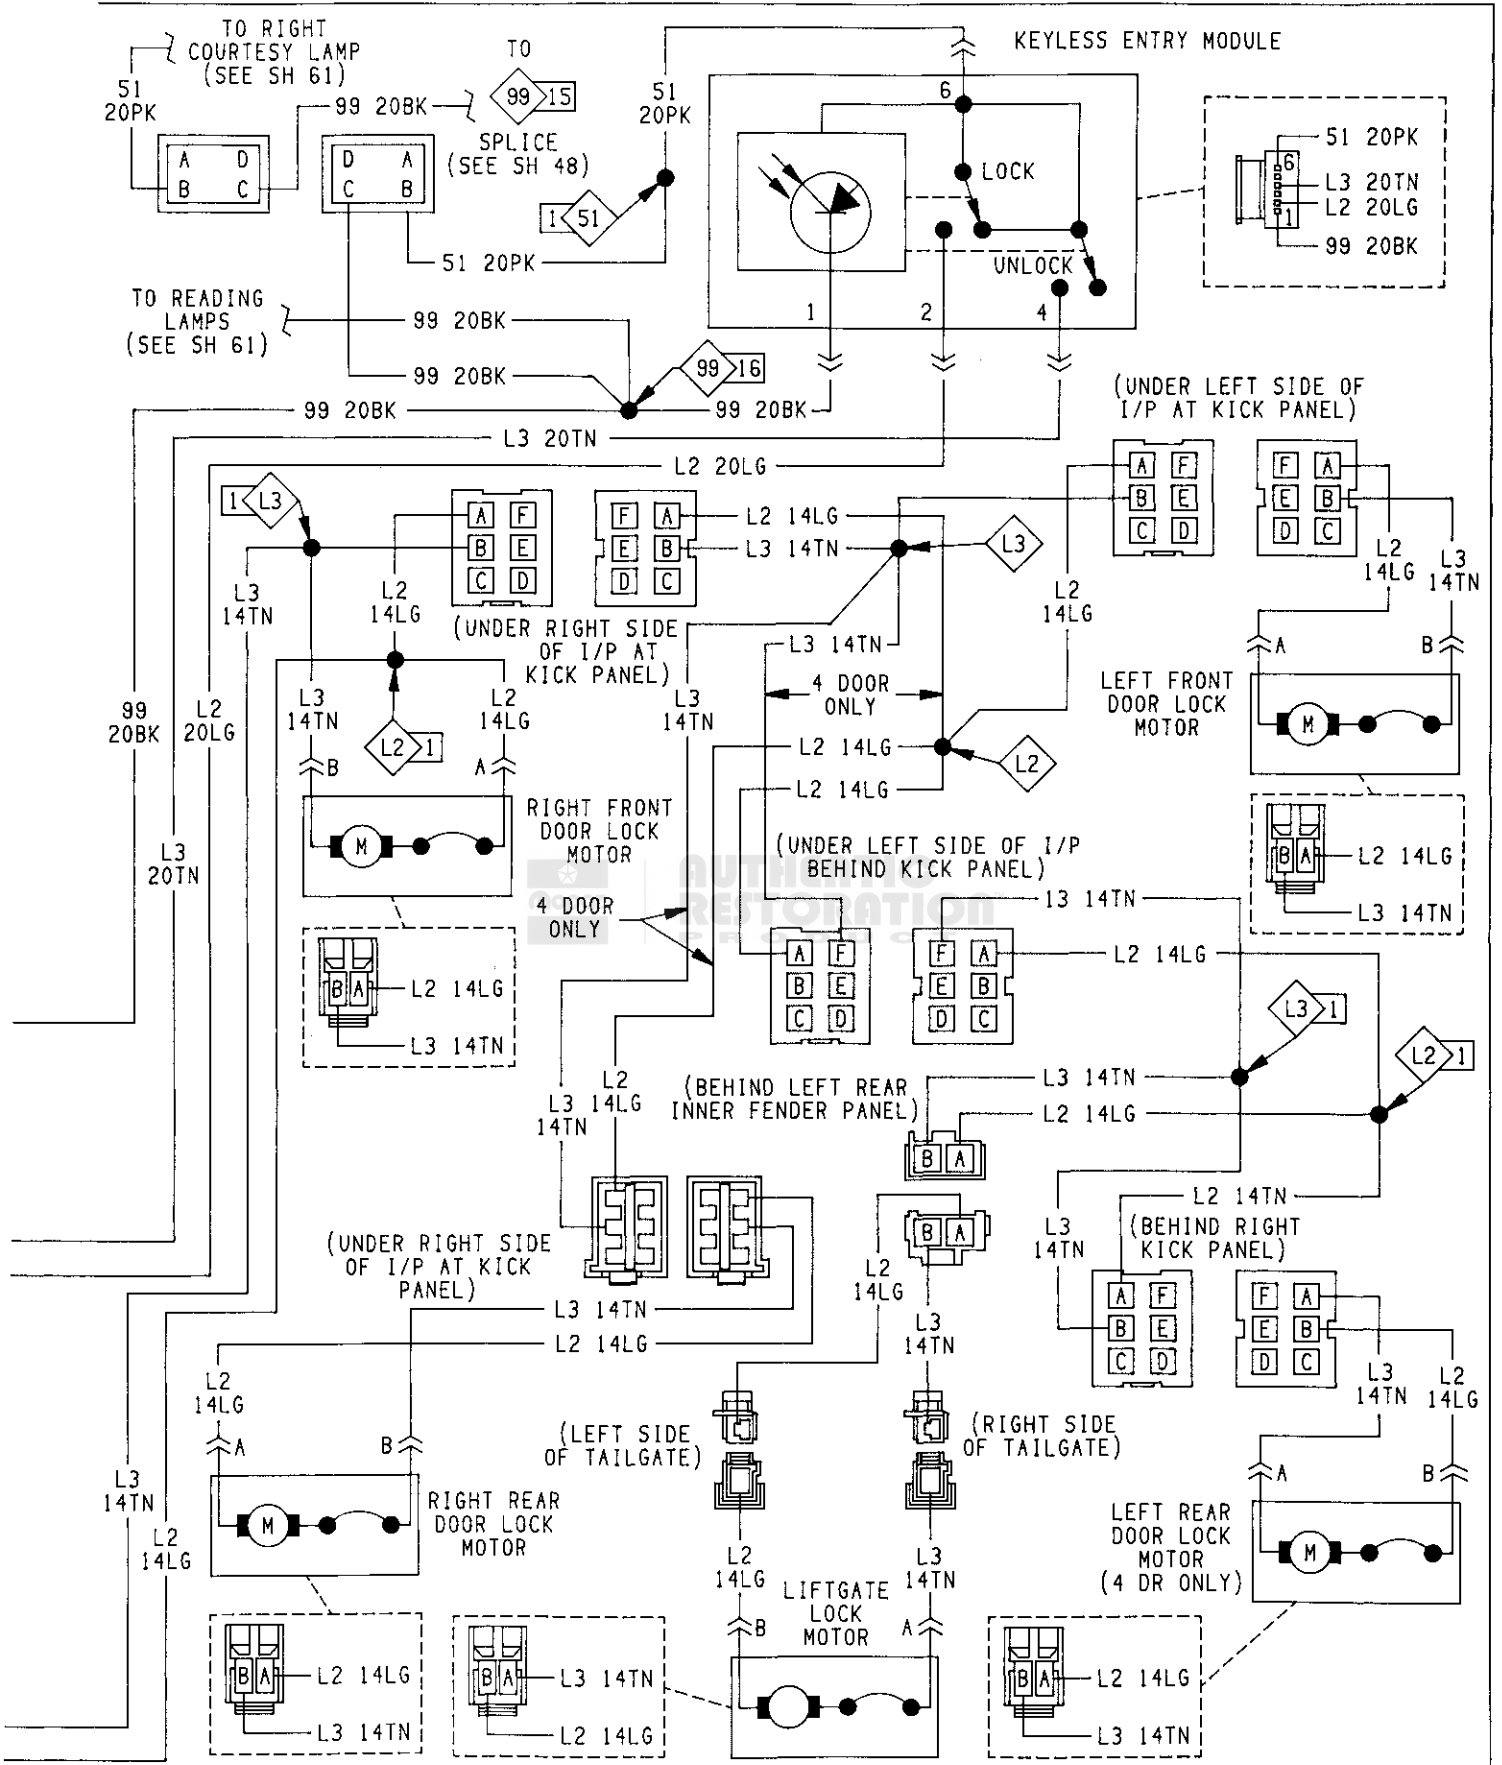 TO RIGHT
COURTESY LAMP
(SEE SH 61)
51
20PK
99 20BK
TO
99 15
SPLICE
(SEE SH 48)
A D
B C
D A
C B
1 51
51
20PK
51 20PK
KEYLESS ENTRY MODULE
6
LOCK
UNLOCK
1
2
4
51 20PK
6
L3 20TN
L2 20LG
1
99 20BK
TO READING
LAMPS
(SEE SH 61)
99 20BK
99 20BK
99 16
99 20BK
99 20BK
L3 20TN
L2 20LG
(UNDER LEFT SIDE OF
I/P AT KICK PANEL)
A F
B E
C D
F A
E B
D C
1 L3
A F
B E
C D
F A
E B
D C
L2 14LG
L3 14TN
L3
L2
14LG
L2
14LG
L3
14TN
L3
14TN
L2
14LG
(UNDER RIGHT SIDE
OF I/P AT
KICK PANEL)
L3 14TN
4 DOOR
ONLY
A
B
LEFT FRONT
DOOR LOCK
MOTOR
M
99
20BK
L2
20LG
L3
14TN
L2
14LG
L3
14TN
L2 1
B
A
L2 14LG
L2
L2 14LG
RIGHT FRONT
DOOR LOCK
MOTOR
M
L3
20TN
(UNDER LEFT SIDE OF I/P
BEHIND KICK PANEL)
B A
L2 14LG
L3 14TN
AUTHENTIC
RESTORATION
PRODUCT
4 DOOR
ONLY
13 14TN
L2 14LG
A F
B E
C D
F A
E B
D C
B A
L2 14LG
L3 14TN
L3 1
L2 1
L3 14TN
L2 14LG
(BEHIND LEFT REAR
INNER FENDER PANEL)
L2
14LG
L3
14TN
B A
B A
L2 14TN
(BEHIND RIGHT
KICK PANEL)
L3
14TN
(UNDER RIGHT SIDE
OF I/P AT KICK
PANEL)
L2
14LG
L3
14TN
A F
B E
C D
F A
E B
D C
L3 14TN
L2 14LG
L2
14LG
L3
14TN
L2
14LG
A
B
(LEFT SIDE
OF TAILGATE)
(RIGHT SIDE
OF TAILGATE)
L3
14TN
L2
14LG
RIGHT REAR
DOOR LOCK
MOTOR
M
A
B
LEFT REAR
DOOR LOCK
MOTOR
(4 DR ONLY)
M
L2
14LG
L3
14TN
LIFTGATE
LOCK
MOTOR
B
A
B A
L2 14LG
L3 14TN
B A
L3 14TN
L2 14LG
B A
L2 14LG
L3 14TN